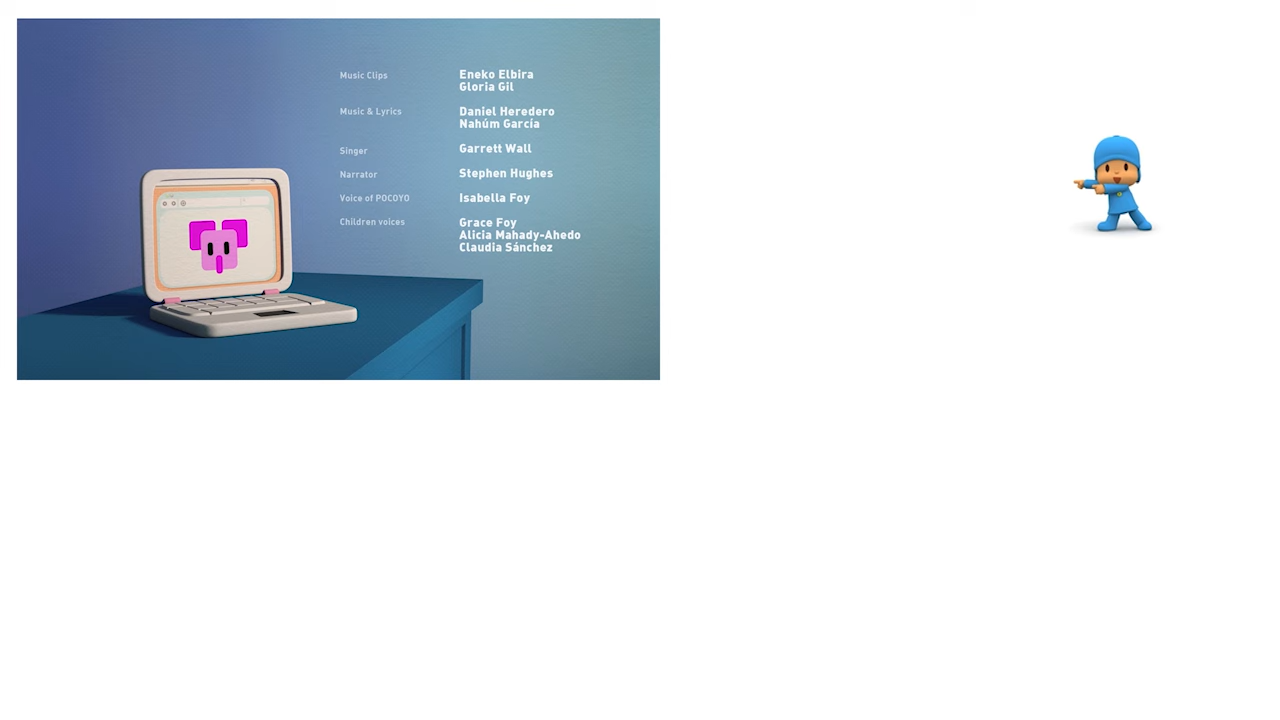 Music Clips Eneko Elbira
Gloria Gil
Music & Lyrics Daniel Heredero
Nahúm García
Singer Garrett Wall
Narrator Stephen Hughes
Voice of POCOYO Isabella Foy
Children voices Grace Foy
Alicia Mahady-Ahedo
Claudia Sánchez